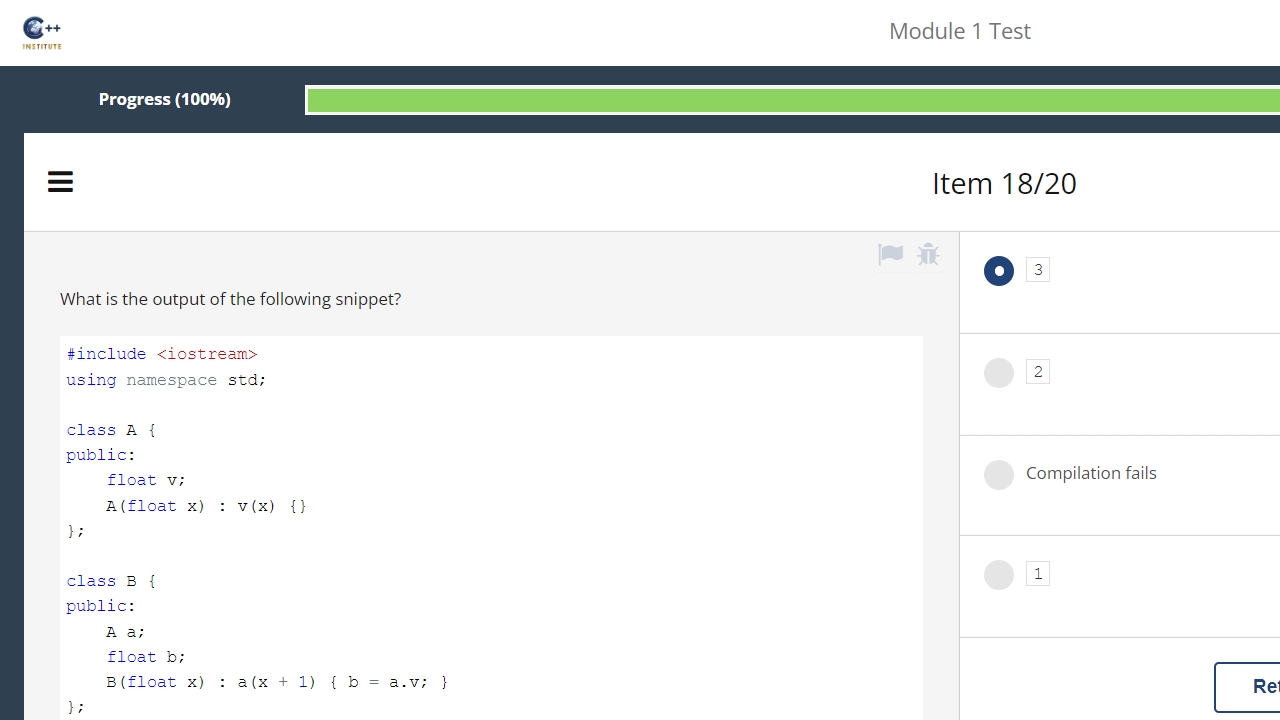 C++
INSTITUTE
Module 1 Test
Progress (100%)
Item 18/20
What is the output of the following snippet?
#include <iostream>
using namespace std;
class A {
public:
    float v;
    A(float x) : v(x) {}
};
class B {
public:
    A a;
    float b;
    B(float x) : a(x + 1) { b = a.v; }
};
3
2
Compilation fails
1